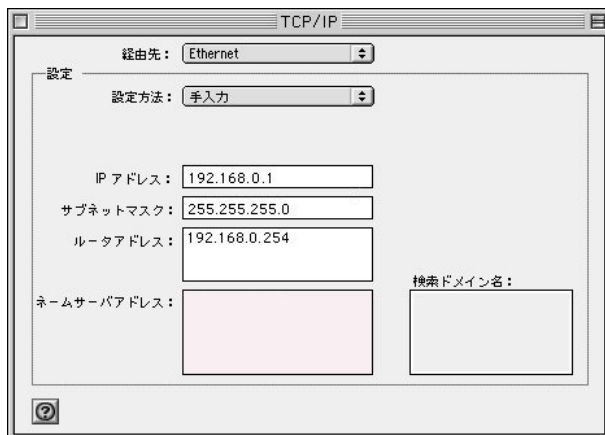 TCP/IP
経由先： Ethernet
設定
設定方法： 手入力
IP アドレス： 192.168.0.1
サブネットマスク： 255.255.255.0
ルータアドレス： 192.168.0.254
ネームサーバアドレス：
検索ドメイン名：
?